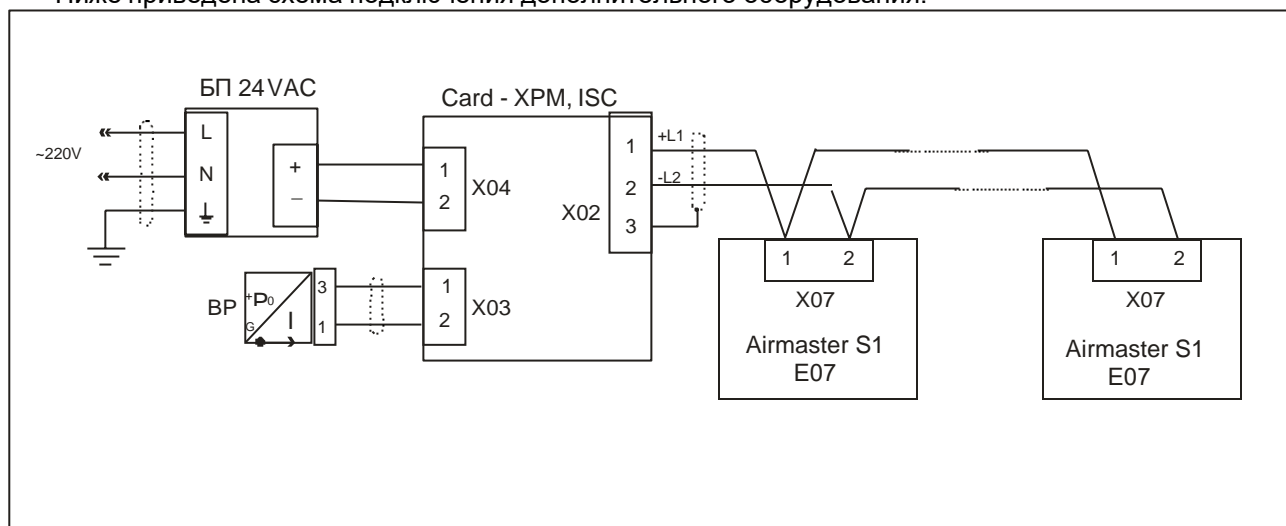 Ниже приведена схема подключения дополнительного оборудования.
БП 24 VAC
L
N
~220V
+
–
Card - XPM, ISC
1
2
X04
1
2
3
X02
+L1
-L2
BP
+P0
G
I
3
1
1
2
X03
1 2
X07
Airmaster S1
E07
1 2
X07
Airmaster S1
E07